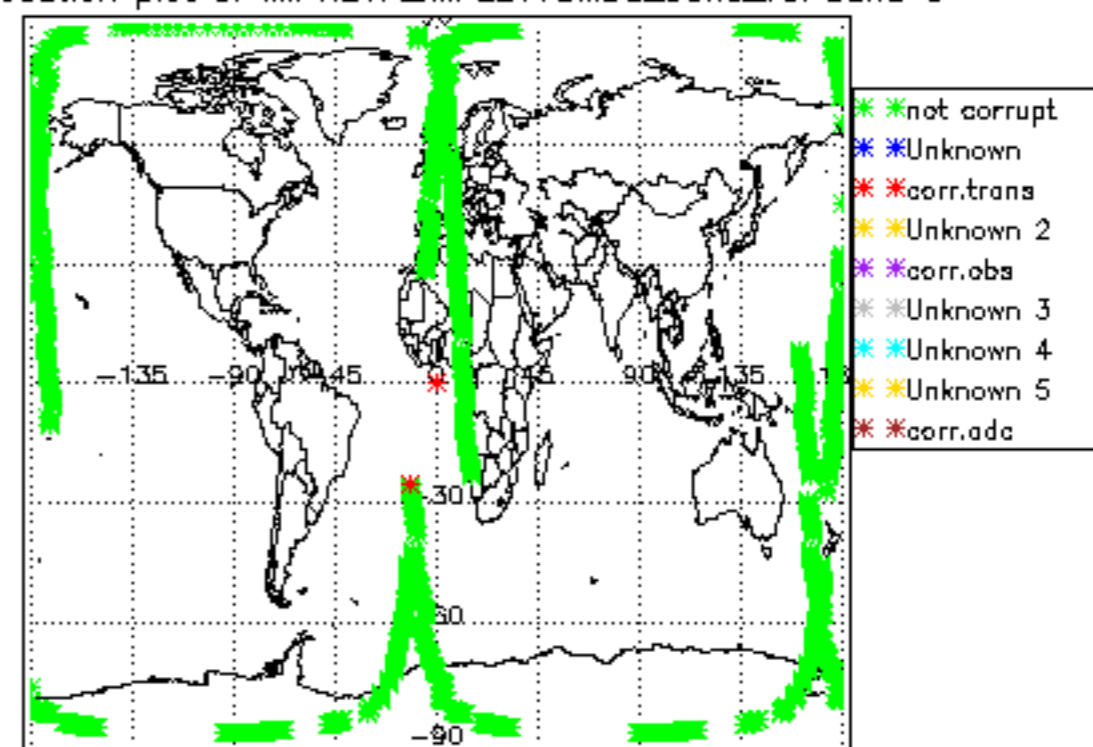 not corrupt
Unknown
corr.trans
Unknown 2
corr.obs
Unknown 3
Unknown 4
Unknown 5
corr.adc
-135 -90 -45 45 90 135
-30
-60
-90